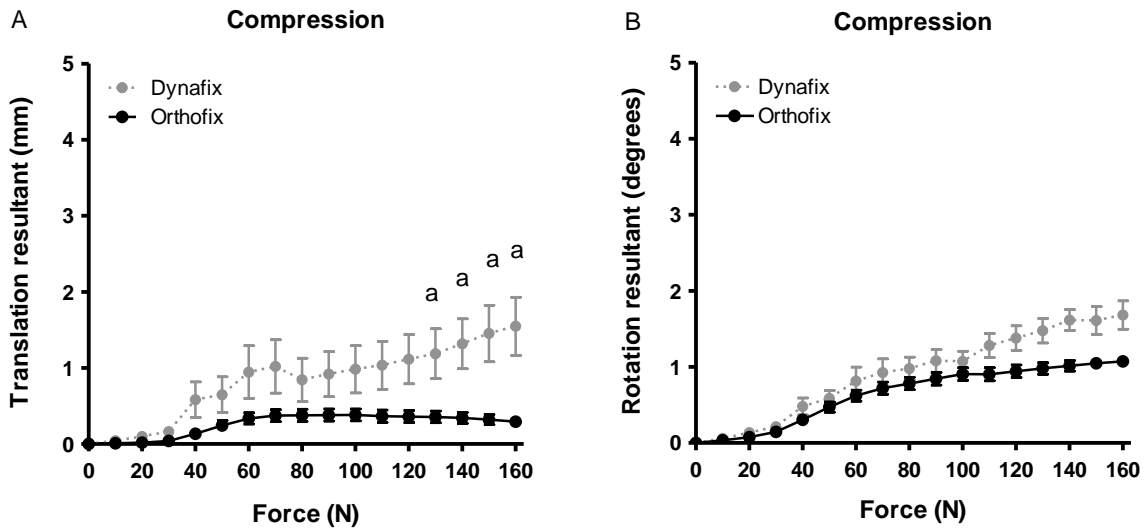 A
Compression
Translation resultant (mm)
5
4
3
2
1
0
Dynafix
Orthofix
a
a
a
a
0 20 40 60 80 100 120 140 160
Force (N)
B
Compression
Rotation resultant (degrees)
5
4
3
2
1
0
Dynafix
Orthofix
0 20 40 60 80 100 120 140 160
Force (N)